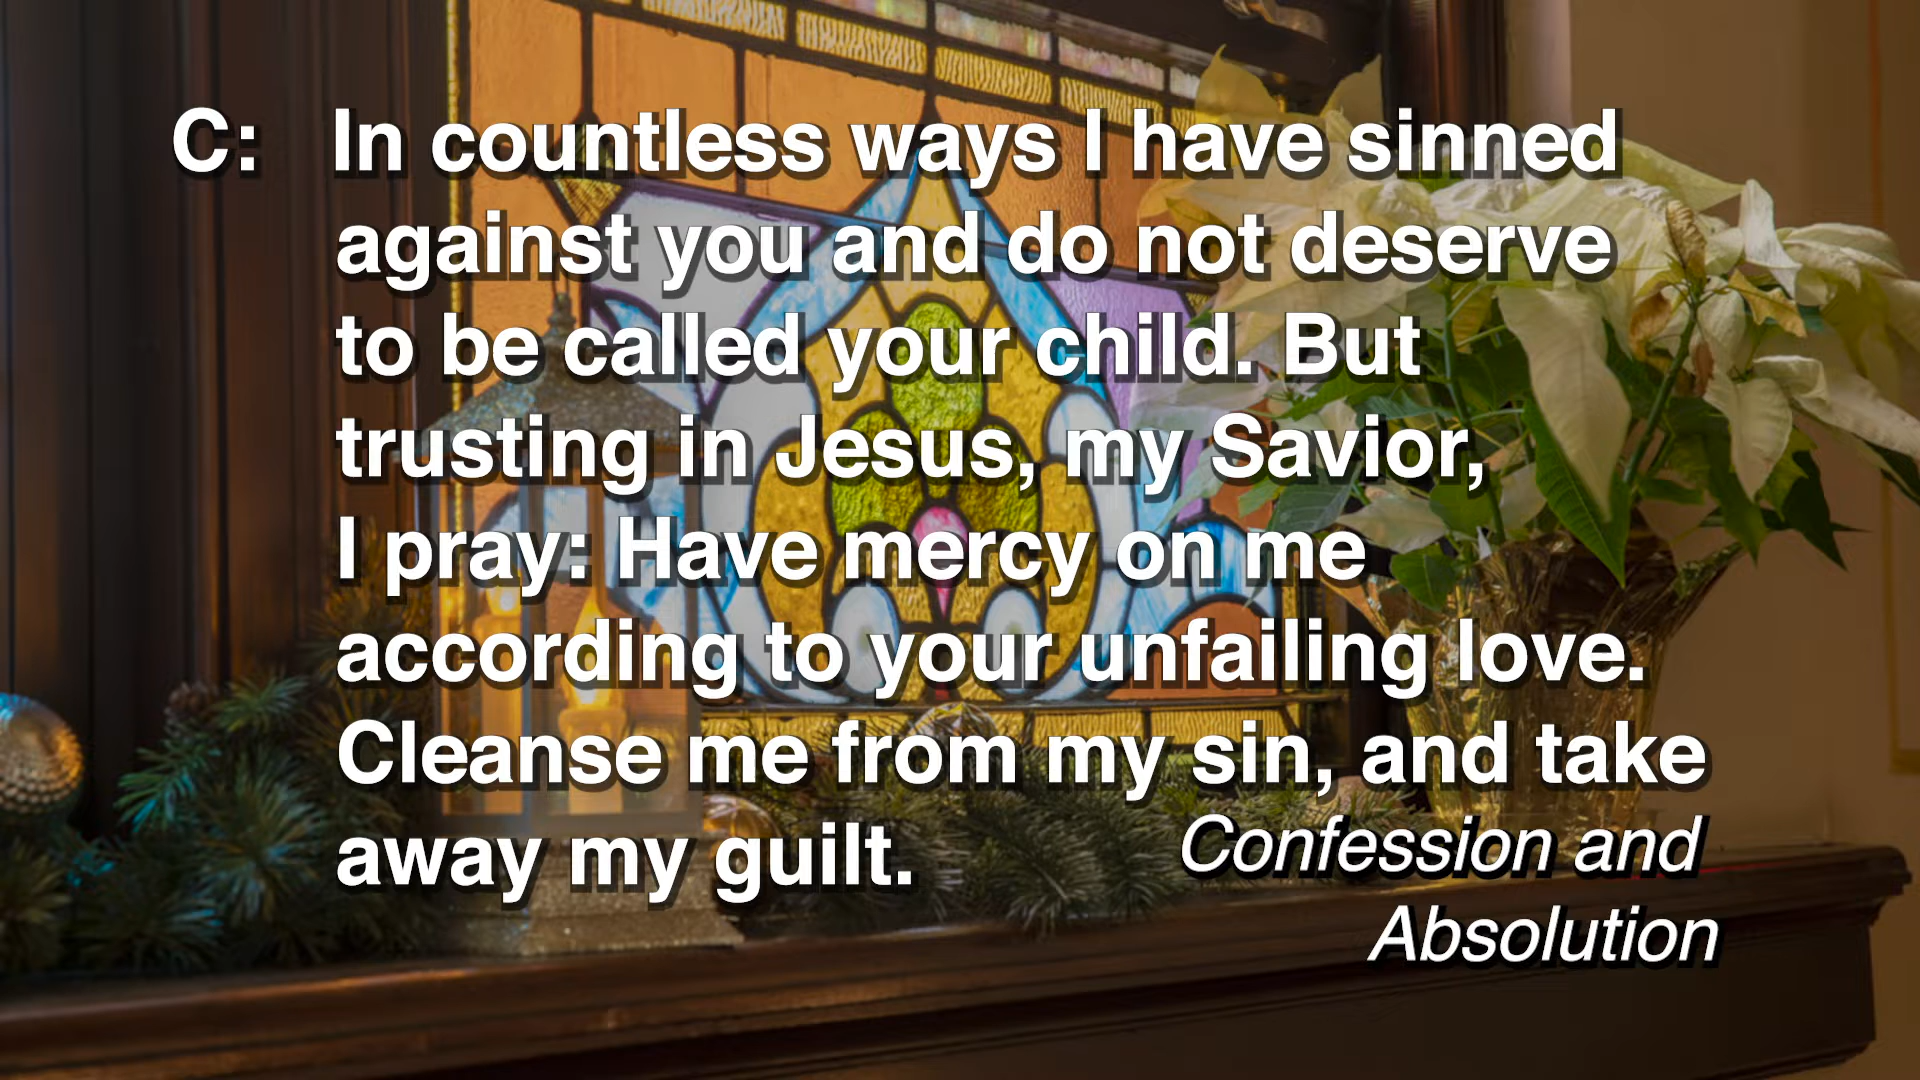 C: In countless ways I have sinned
against you and do not deserve
to be called your child. But
trusting in Jesus, my Savior,
I pray: Have mercy on me
according to your unfailing love.
Cleanse me from my sin, and take
away my guilt.
Confession and
Absolution